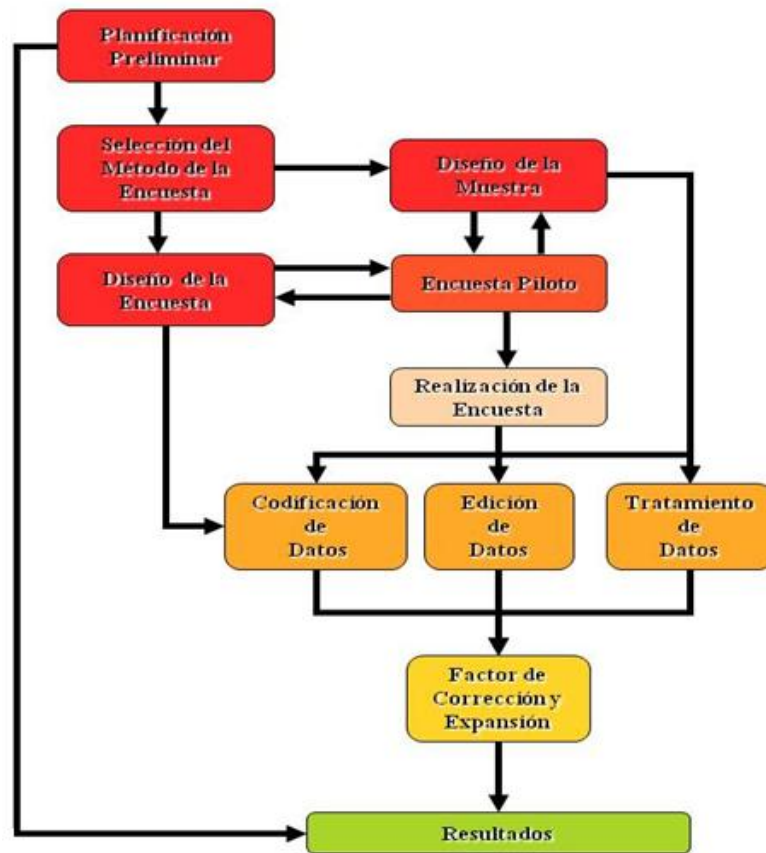 Planificación
Preliminar
Selección del
Método de la
Encuesta
Diseño de la
Muestra
Diseño de la
Encuesta
Encuesta Piloto
Realización de la
Encuesta
Codificación
de
Datos
Edición
de
Datos
Tratamiento
de
Datos
Factor de
Corrección y
Expansión
Resultados